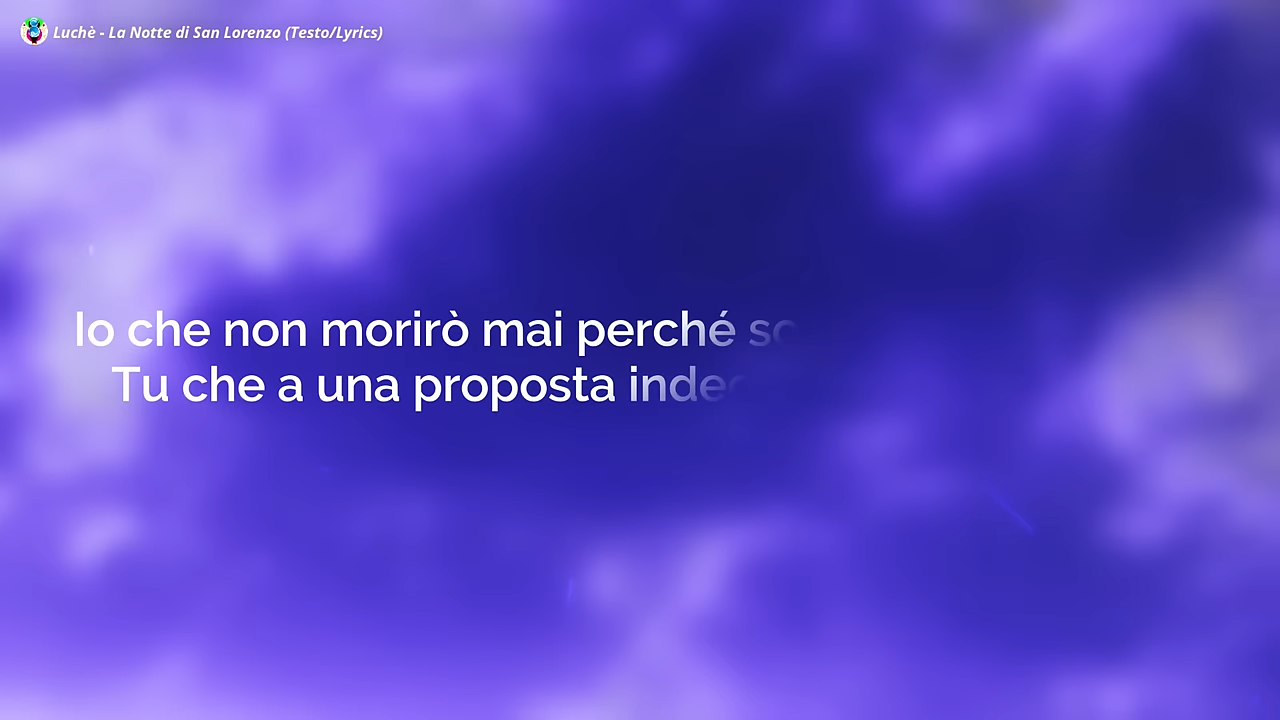 Luchè - La Notte di San Lorenzo (Testo/Lyrics)
Io che non morirò mai perché
Tu che a una proposta